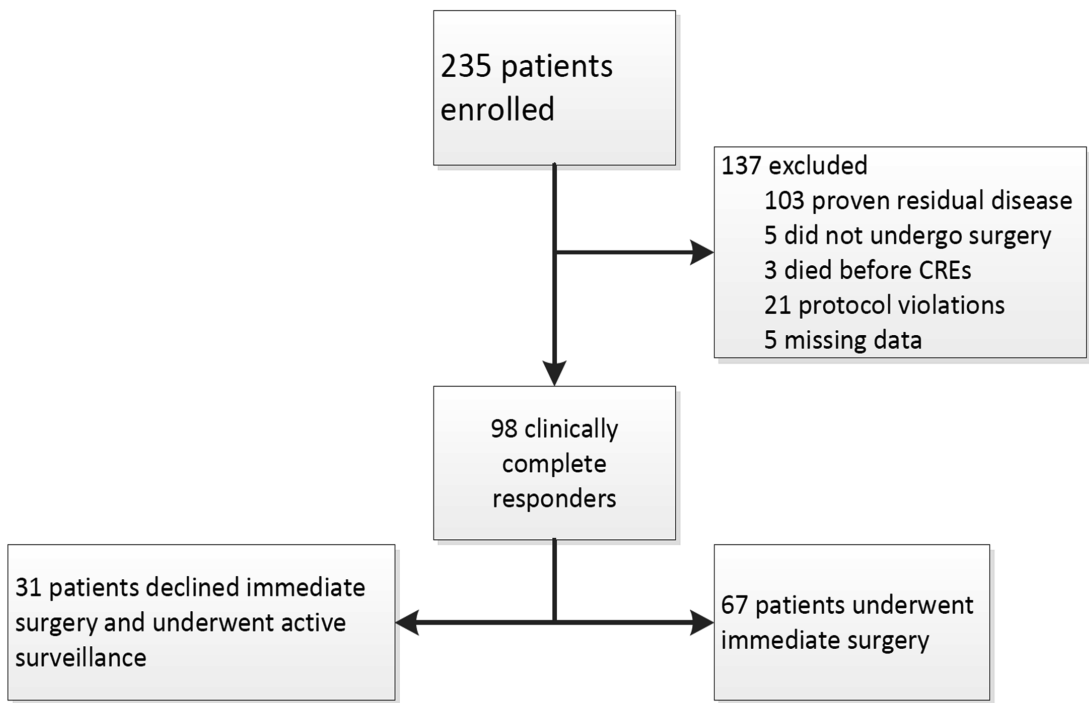 235 patients
enrolled
137 excluded
103 proven residual disease
5 did not undergo surgery
3 died before CREs
21 protocol violations
5 missing data
98 clinically
complete
responders
31 patients declined immediate
surgery and underwent active
surveillance
67 patients underwent
immediate surgery